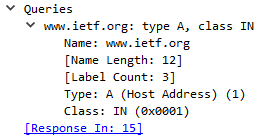 Queries
www.ietf.org: type A, class IN
Name: www.ietf.org
[Name Length: 12]
[Label Count: 3]
Type: A (Host Address) (1)
Class: IN (0x0001)
[Response In: 15]